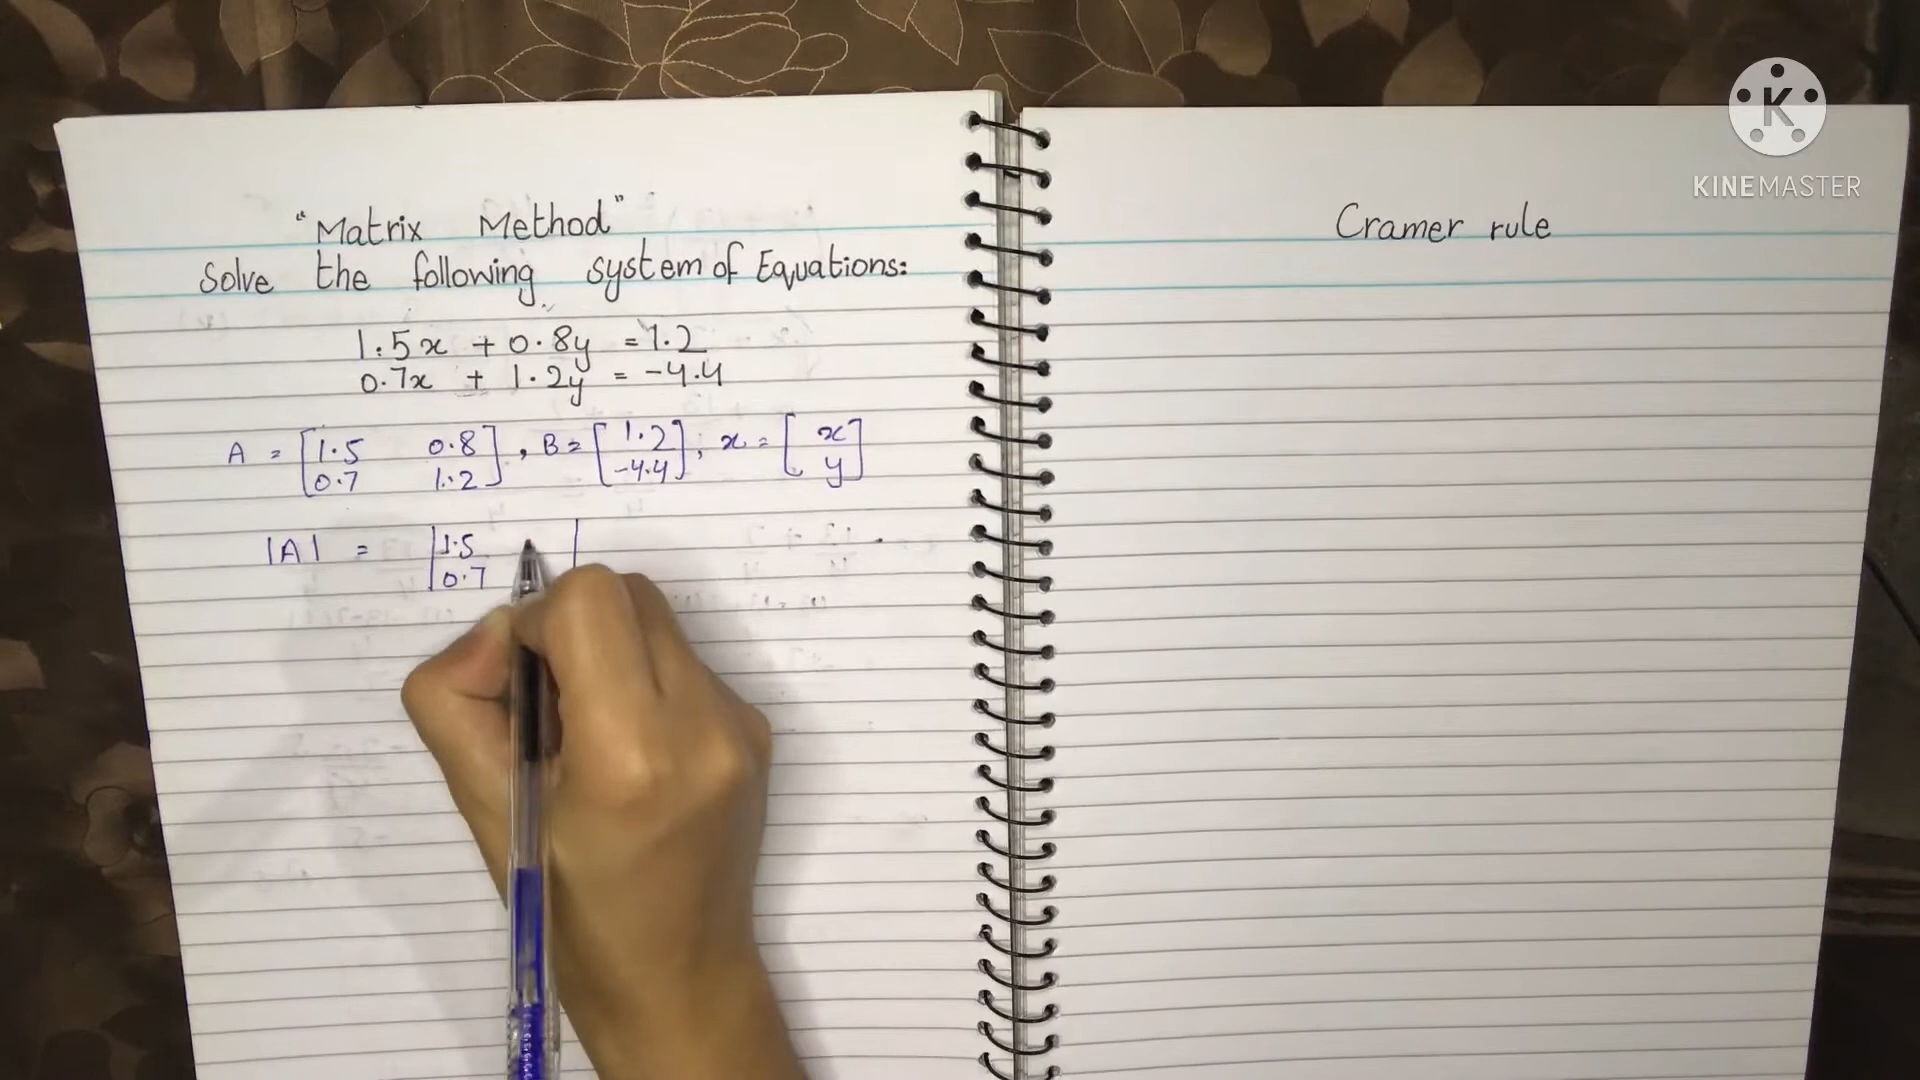 "Matrix Method"
Solve the following system of Equations:
1.5x + 0.8y = 1.2
0.7x + 1.2y = -4.4
A = [1.5 0.8], B = [1.2], x = [x]
0.7 1.2 -4.4 y
|A| = |1.5 |
0.7
Cramer rule
K
KINEMASTER